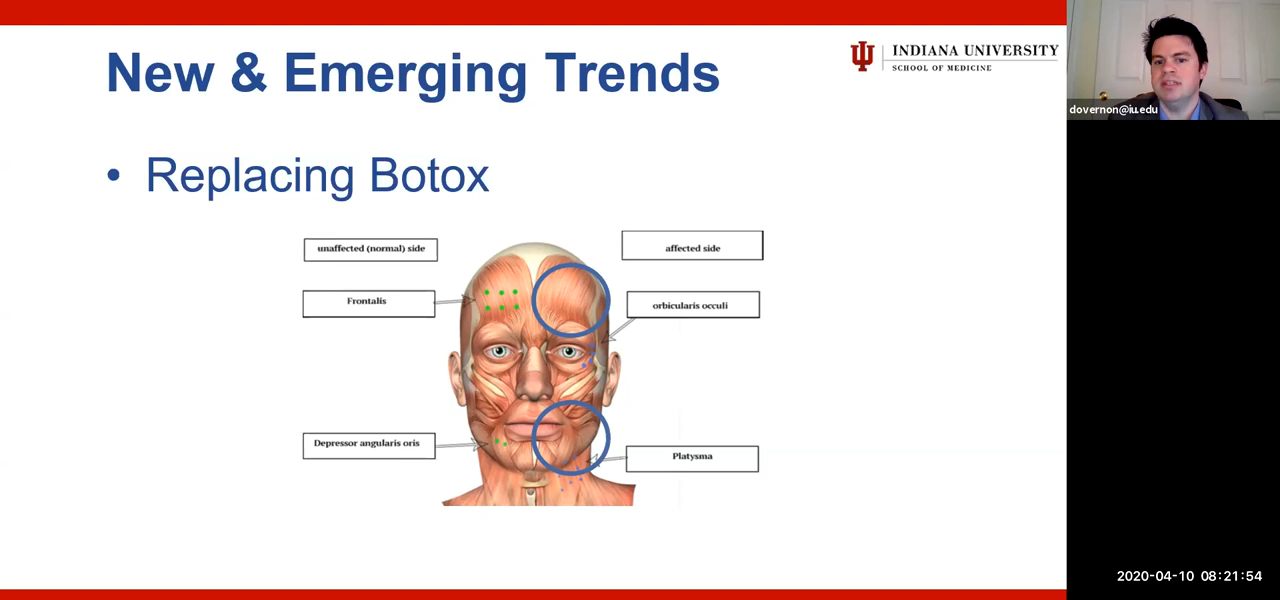 New & Emerging Trends
INDIANA UNIVERSITY
SCHOOL OF MEDICINE
dovernon@iu.edu
• Replacing Botox
unaffected (normal) side
affected side
Frontalis
orbicularis occuli
Depressor angularis oris
Platysma
2020-04-10 08:21:54